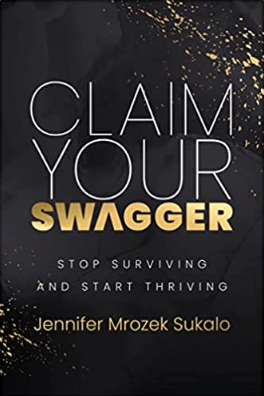 CLAIM
YOUR
SWAGGER
STOP SURVIVING
AND START THRIVING
Jennifer Mrozek Sukalo